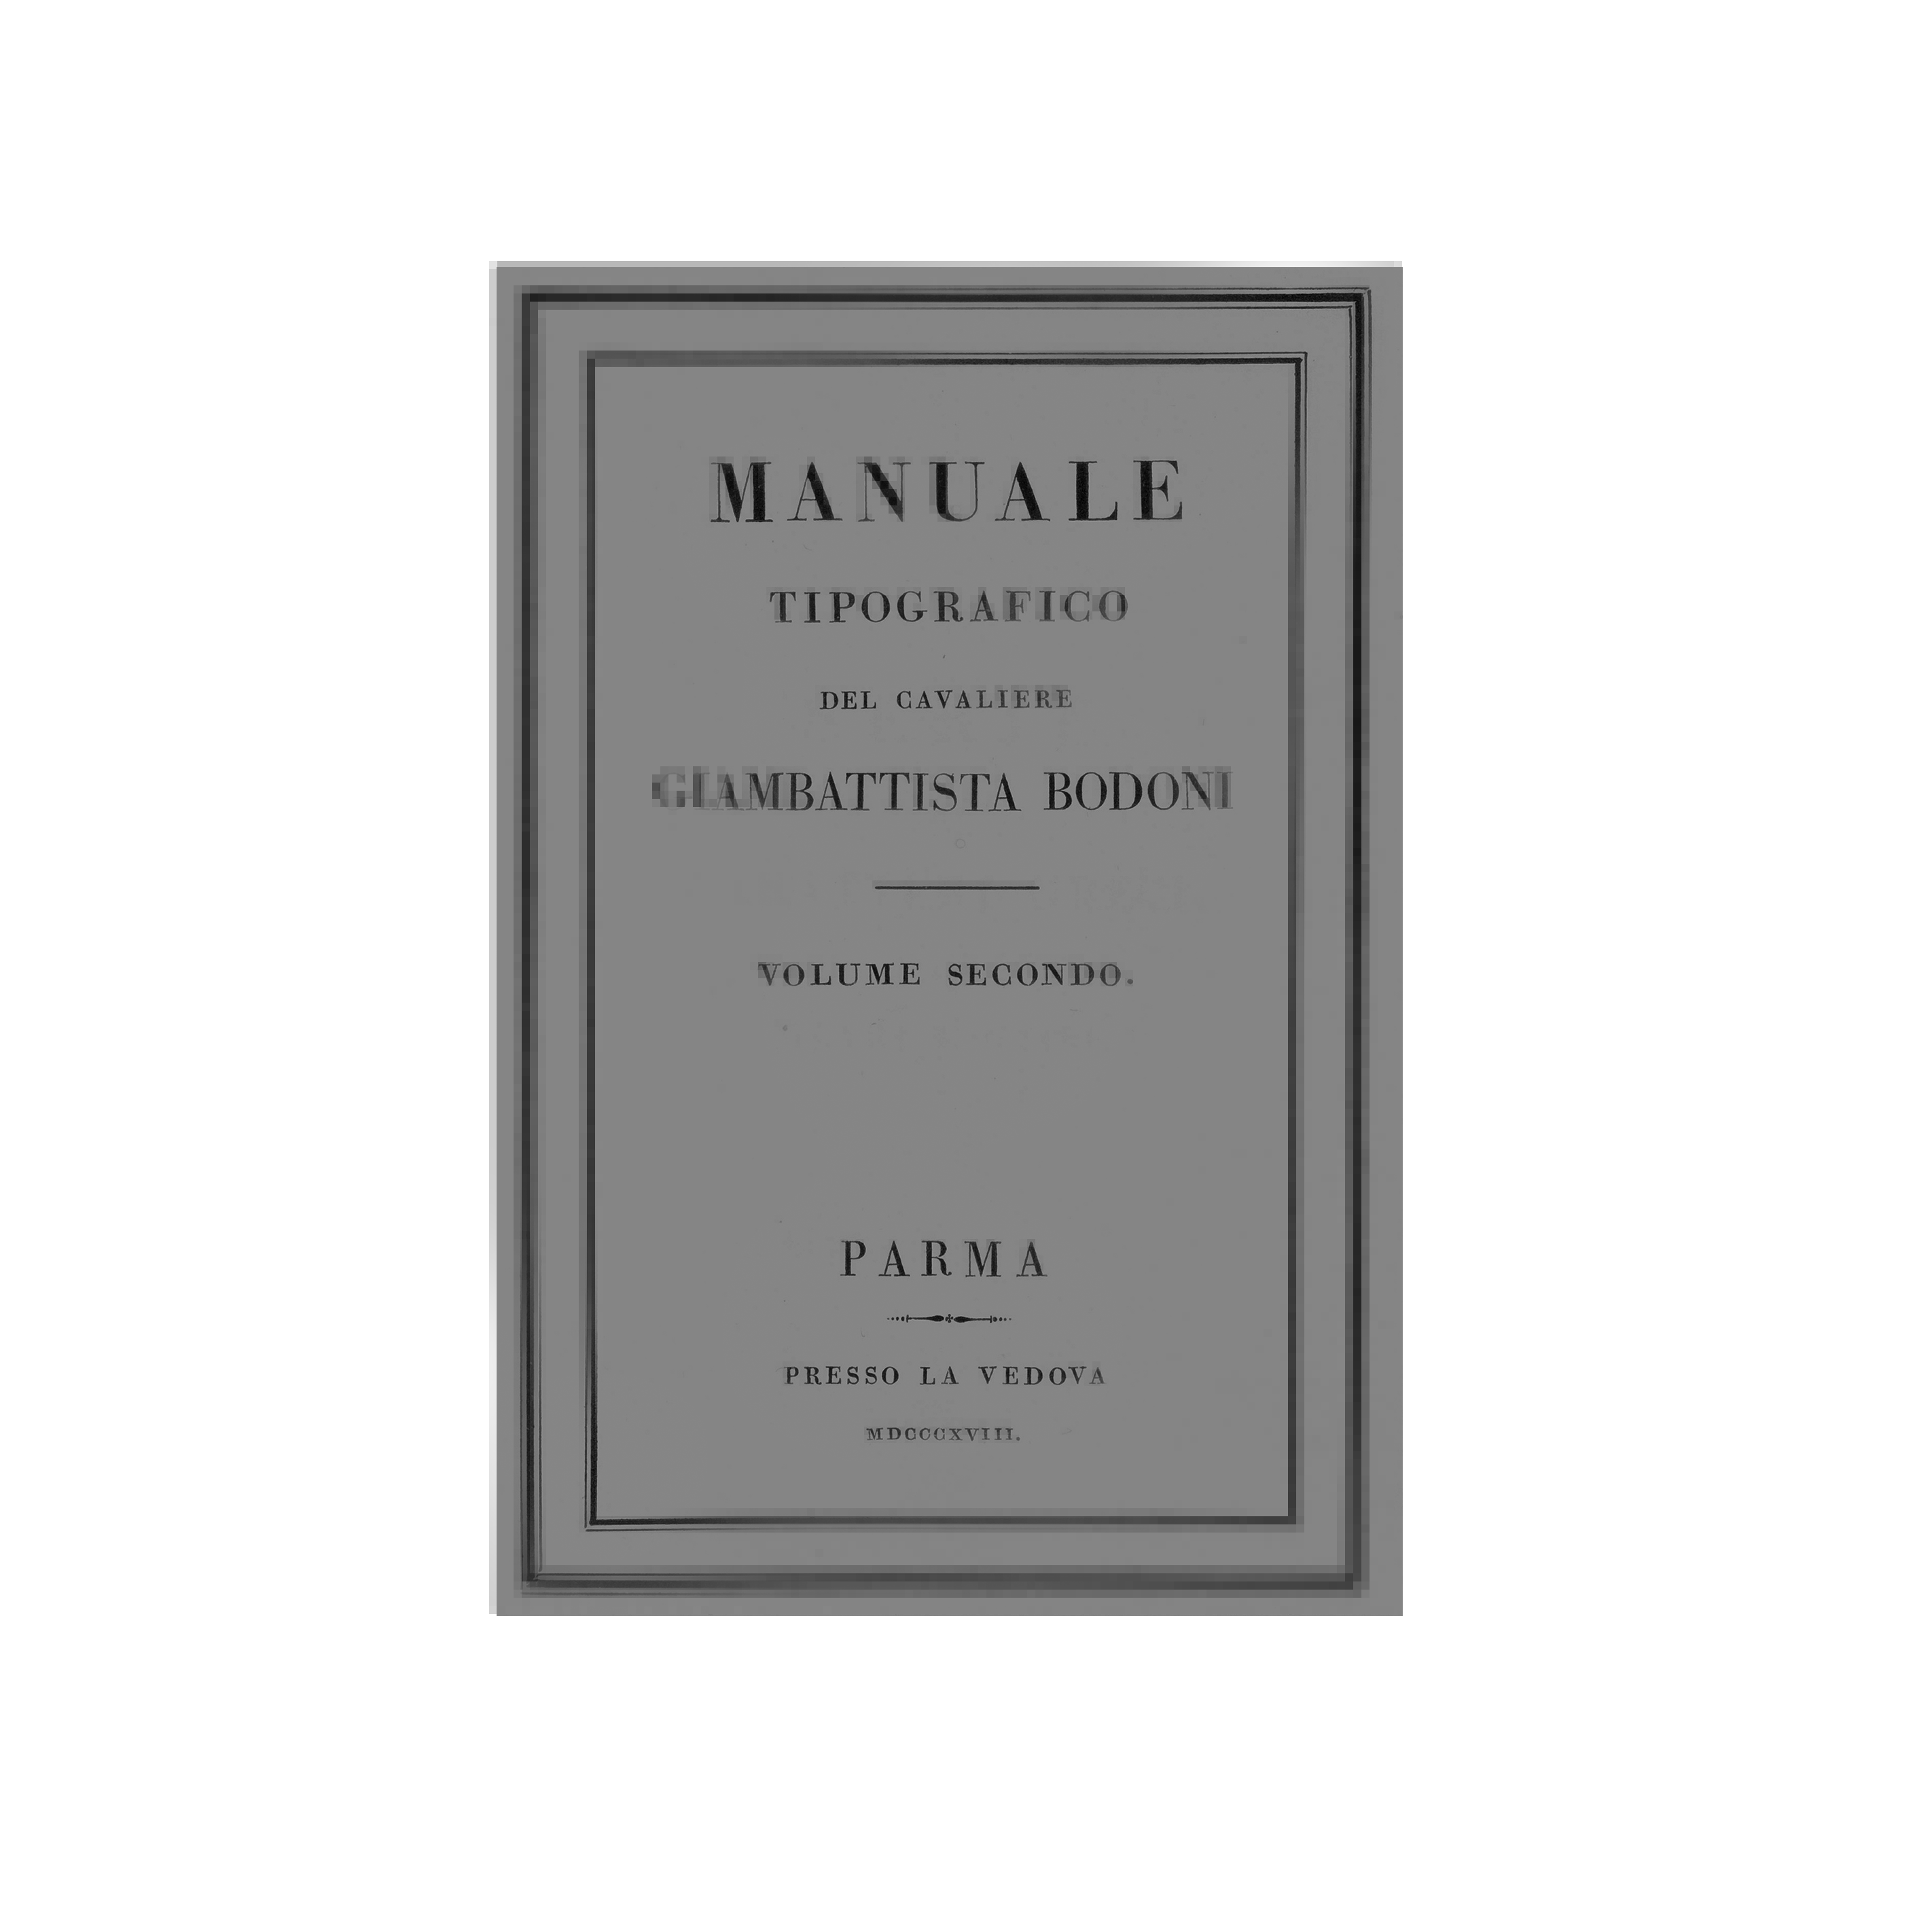 MANUALE
TIPOGRAFICO
DEL CAVALIERE
GIAMBATTISTA BODONI
VOLUME SECONDO.
PARMA
PRESSO LA VEDOVA
MDCCCXVIII.